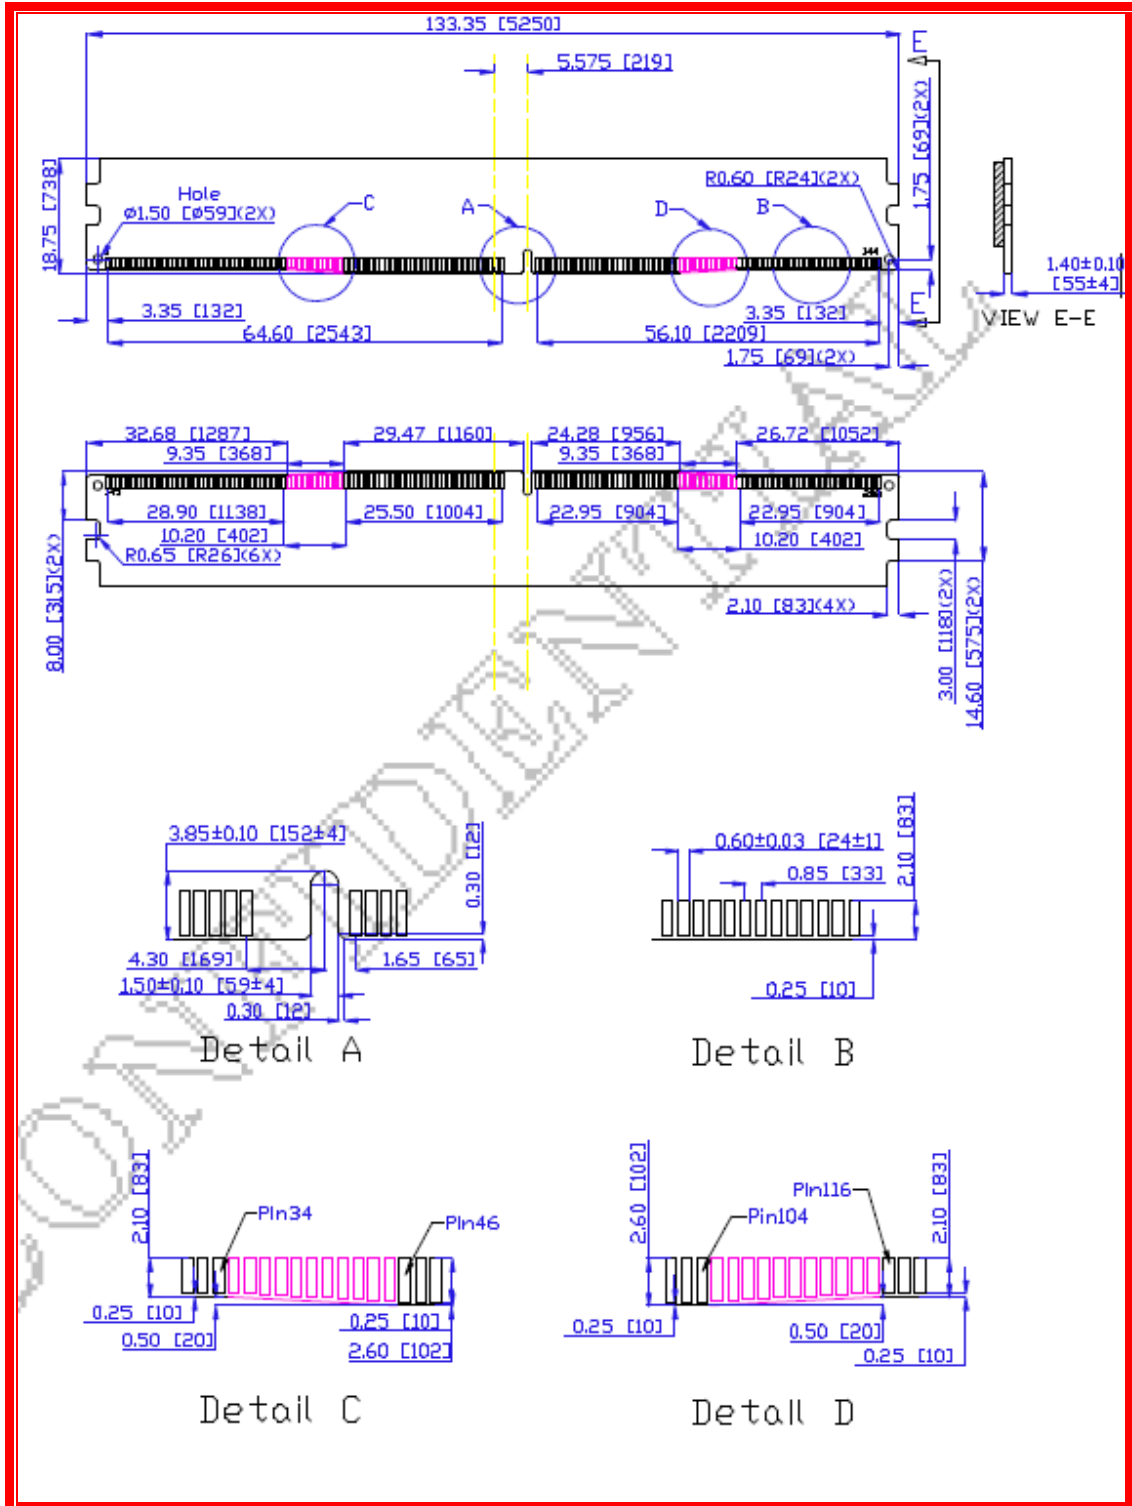 133.35 [5250]
5.575 [219]
E
1.75 [69](2X)
18.75 [738]
Hole
ø1.50 [ø59](2X)
C
A
D
B
R0.60 [R24](2X)
144
1.40±0.10
[55±4]
3.35 [132]
3.35 [132]
E
VIEW E-E
64.60 [2543]
56.10 [2209]
1.75 [69](2X)
32.68 [1287]
29.47 [1160]
24.28 [956]
26.72 [1052]
9.35 [368]
9.35 [368]
145
28.90 [1138]
25.50 [1004]
22.95 [904]
22.95 [904]
10.20 [402]
10.20 [402]
R0.65 [R26](6X)
8.00 [315](2X)
2.10 [83](4X)
3.00 [118](2X)
14.60 [575](2X)
CONFIDENTIAL
3.85±0.10 [152±4]
0.30 [12]
4.30 [169]
1.65 [65]
1.50±0.10 [59±4]
0.30 [12]
Detail A
0.60±0.03 [24±1]
2.10 [83]
0.85 [33]
0.25 [10]
Detail B
2.10 [83]
Pin34
Pin46
0.25 [10]
0.25 [10]
0.50 [20]
2.60 [102]
Detail C
2.60 [102]
Pin116
2.10 [83]
Pin104
0.25 [10]
0.50 [20]
0.25 [10]
Detail D